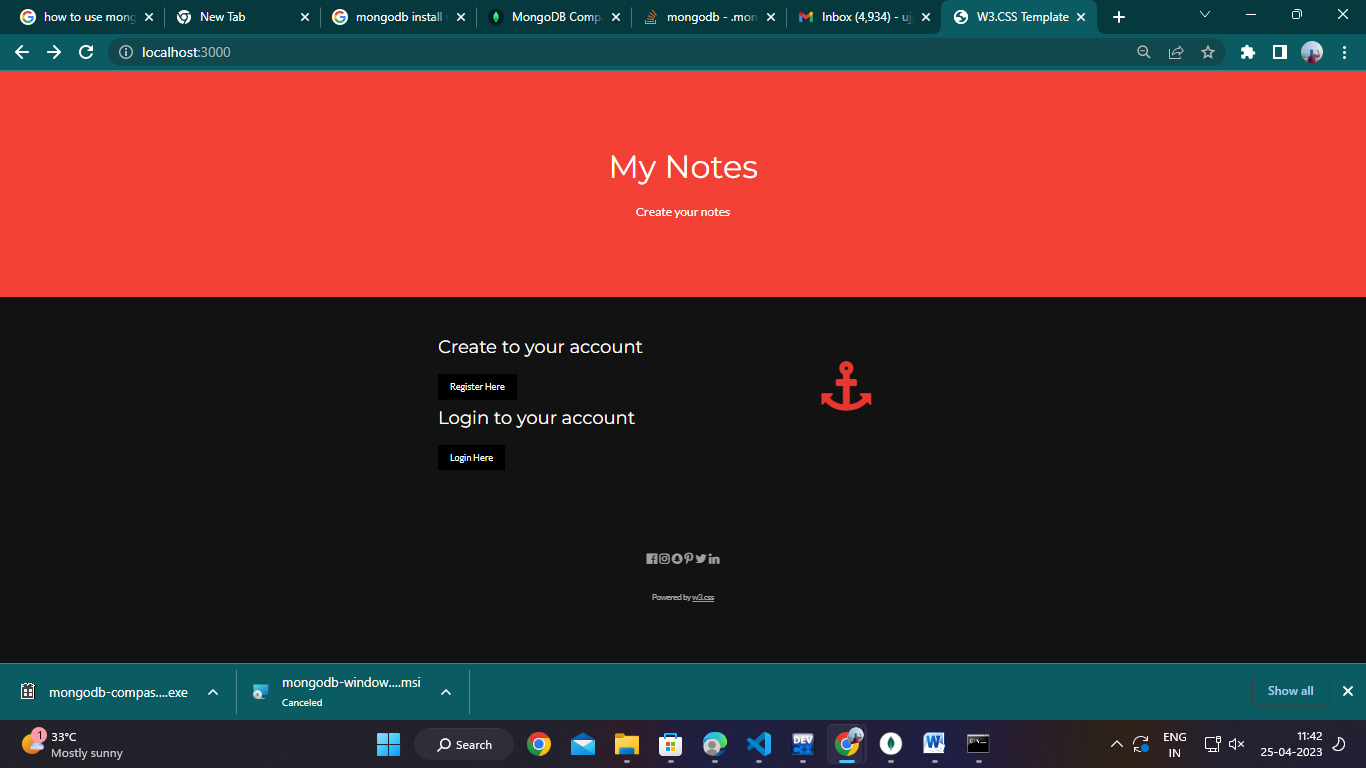 how to use mong
New Tab
mongodb install v
MongoDB Comp
mongodb - .mon
Inbox (4,934) - uj
W3.CSS Template
localhost:3000
My Notes
Create your notes
Create to your account
Register Here
Login to your account
Login Here
Powered by w3.css
mongodb-compas....exe
mongodb-window....msi
Canceled
Show all
1
33°C
Mostly sunny
Search
DEV
ENG
IN
11:42
25-04-2023